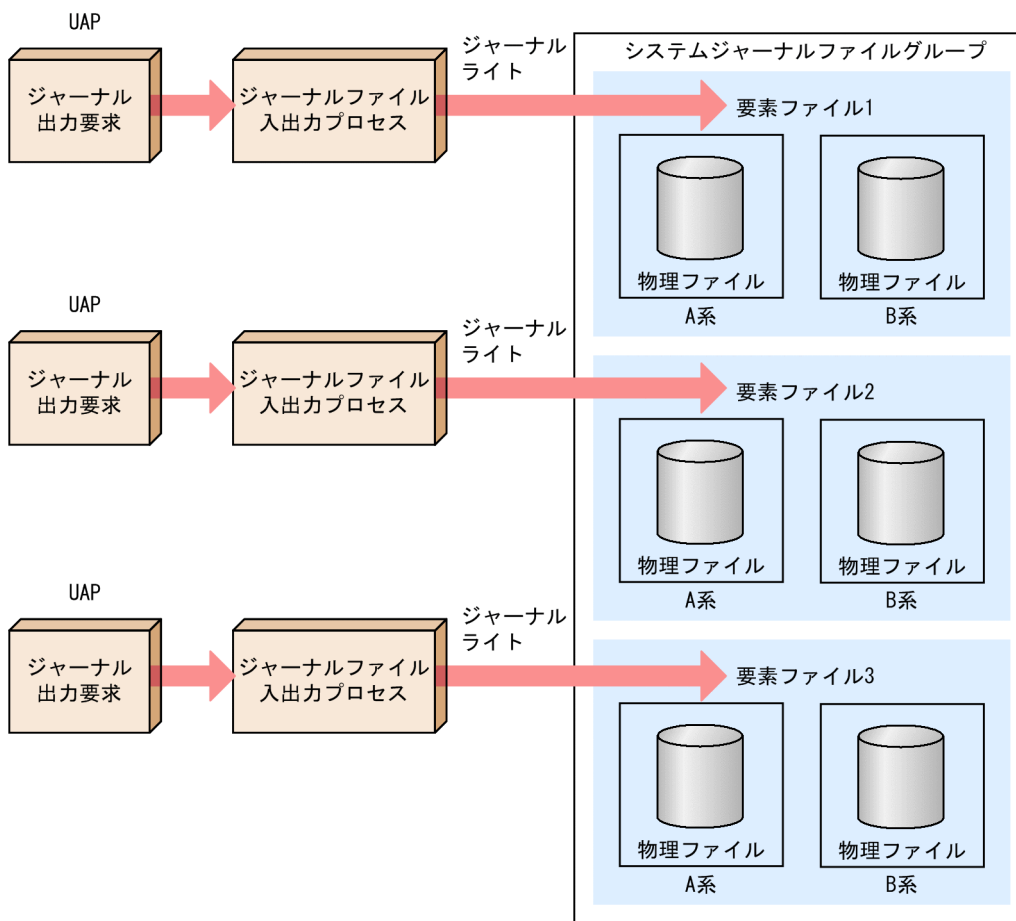 UAP
ジャーナル
ライト
システムジャーナルファイルグループ
ジャーナル
出力要求
ジャーナルファイル
入出力プロセス
要素ファイル1
物理ファイル
物理ファイル
A系
B系
UAP
ジャーナル
ライト
ジャーナル
出力要求
ジャーナルファイル
入出力プロセス
要素ファイル2
物理ファイル
物理ファイル
A系
B系
UAP
ジャーナル
ライト
ジャーナル
出力要求
ジャーナルファイル
入出力プロセス
要素ファイル3
物理ファイル
物理ファイル
A系
B系